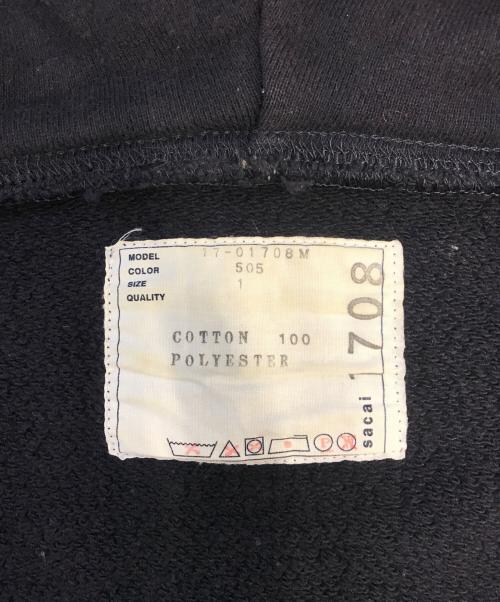 MODEL 17-01708M
COLOR 505
SIZE 1
QUALITY
COTTON 100
POLYESTER
sacai 1708